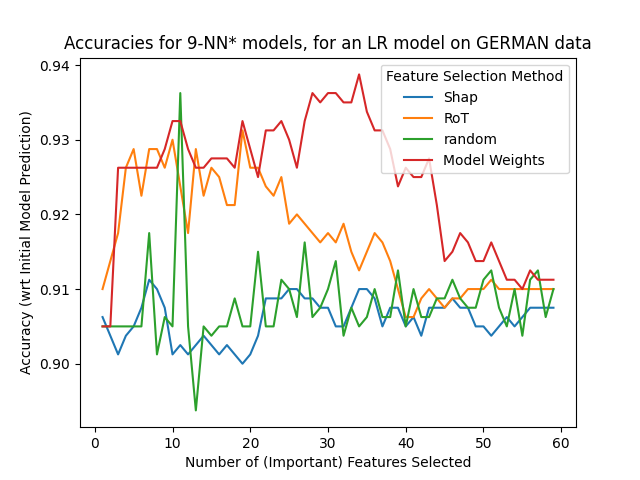 Accuracies for 9-NN* models, for an LR model on GERMAN data
Accuracy (wrt Initial Model Prediction)
0.94
0.93
0.92
0.91
0.90
Feature Selection Method
Shap
RoT
random
Model Weights
0
10
20
30
40
50
60
Number of (Important) Features Selected